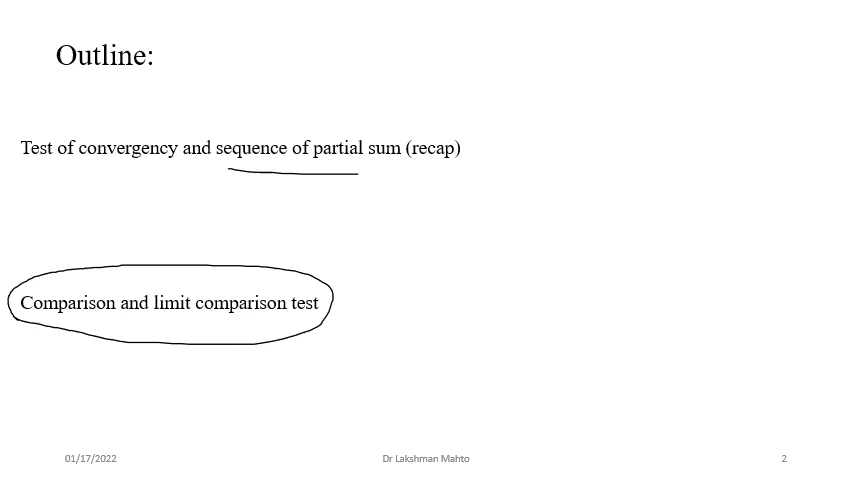 Outline:
Test of convergency and sequence of partial sum (recap)
Comparison and limit comparison test
01/17/2022 Dr Lakshman Mahto 2